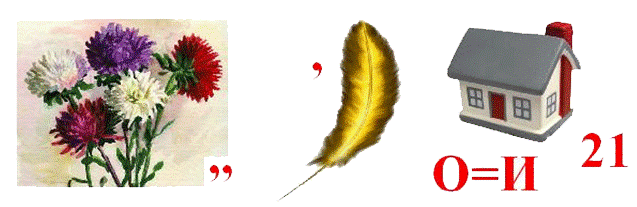 ,,
,
О=И
21